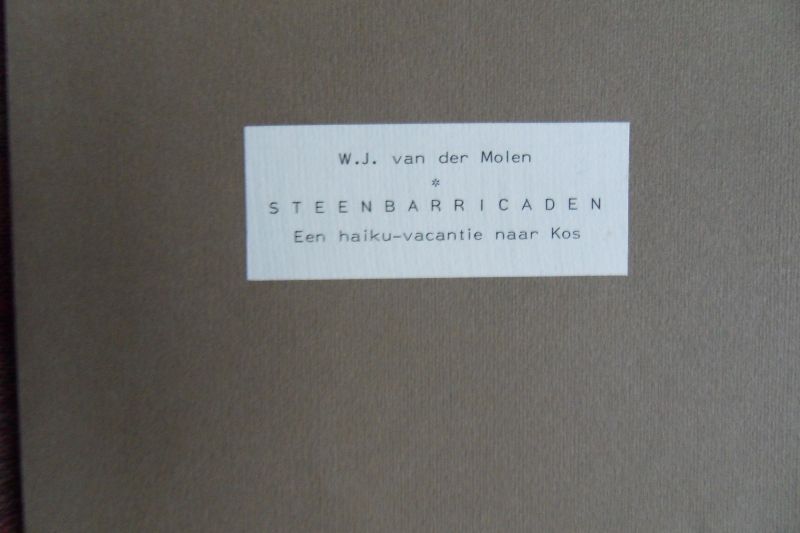 W.J. van der Molen
*
STEENBARRICADEN
Een haiku-vacantie naar Kos